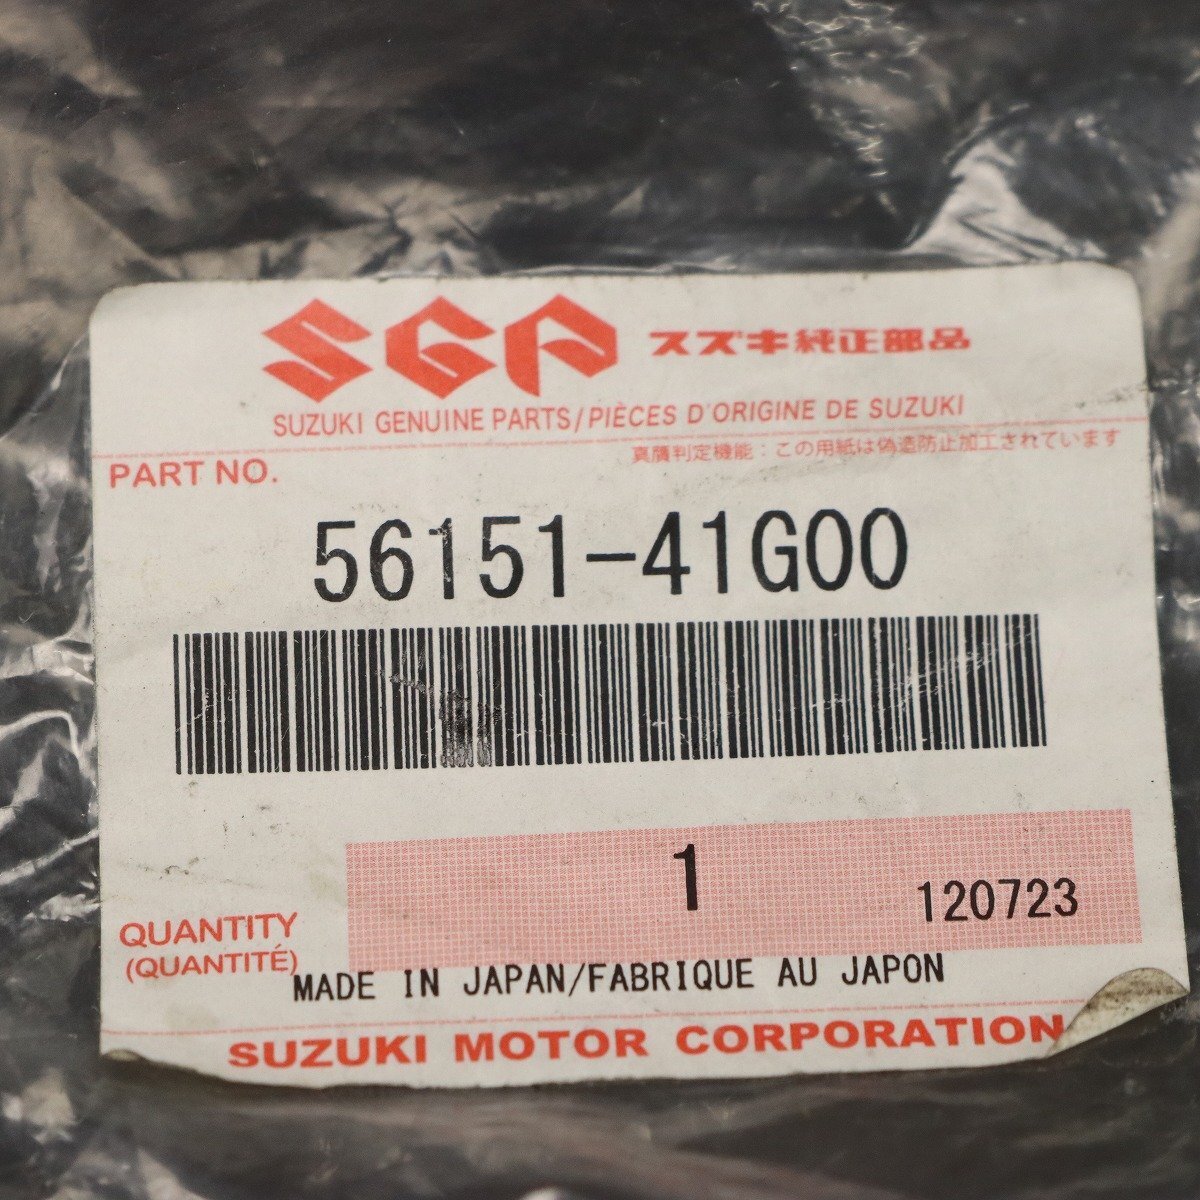 SGP スズキ純正部品
SUZUKI GENUINE PARTS/PIÈCES D'ORIGINE DE SUZUKI
真贋判定機能：この用紙は偽造防止加工されています
PART NO.
56151-41G00
1
120723
QUANTITY
(QUANTITÉ)
MADE IN JAPAN/FABRIQUE AU JAPON
SUZUKI MOTOR CORPORATION